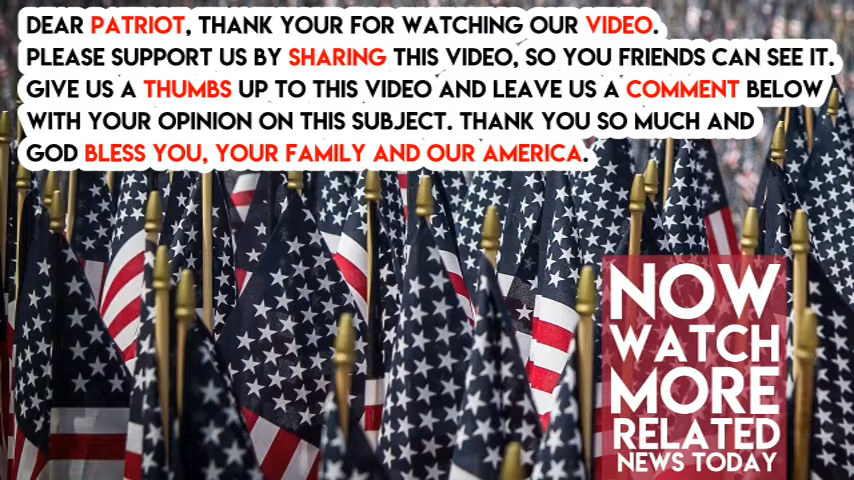 DEAR PATRIOT, THANK YOUR FOR WATCHING OUR VIDEO.
PLEASE SUPPORT US BY SHARING THIS VIDEO, SO YOU FRIENDS CAN SEE IT.
GIVE US A THUMBS UP TO THIS VIDEO AND LEAVE US A COMMENT BELOW
WITH YOUR OPINION ON THIS SUBJECT. THANK YOU SO MUCH AND
GOD BLESS YOU, YOUR FAMILY AND OUR AMERICA.
NOW
WATCH
MORE
RELATED
NEWS TODAY